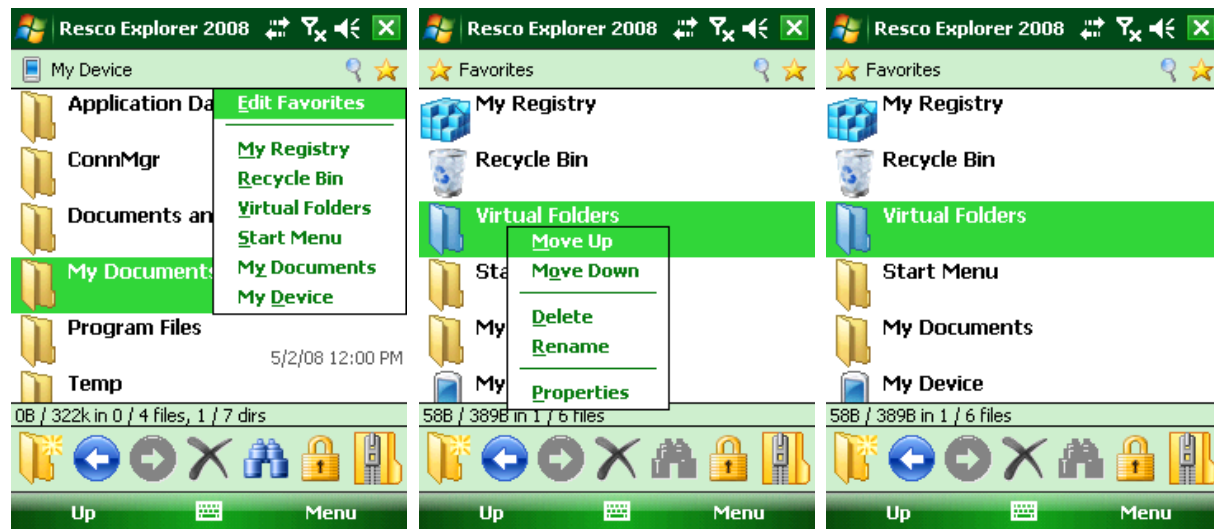 Resco Explorer 2008
My Device
Application Da
ConnMgr
Documents an
My Documents
Program Files
5/2/08 12:00 PM
Temp
Edit Favorites
My Registry
Recycle Bin
Virtual Folders
Start Menu
My Documents
My Device
0B / 322k in 0 / 4 files, 1 / 7 dirs
Up
Menu
Resco Explorer 2008
Favorites
My Registry
Recycle Bin
Virtual Folders
Sta
My
My
Move Up
Move Down
Delete
Rename
Properties
58B / 389B in 1 / 6 files
Up
Menu
Resco Explorer 2008
Favorites
My Registry
Recycle Bin
Virtual Folders
Start Menu
My Documents
My Device
58B / 389B in 1 / 6 files
Up
Menu